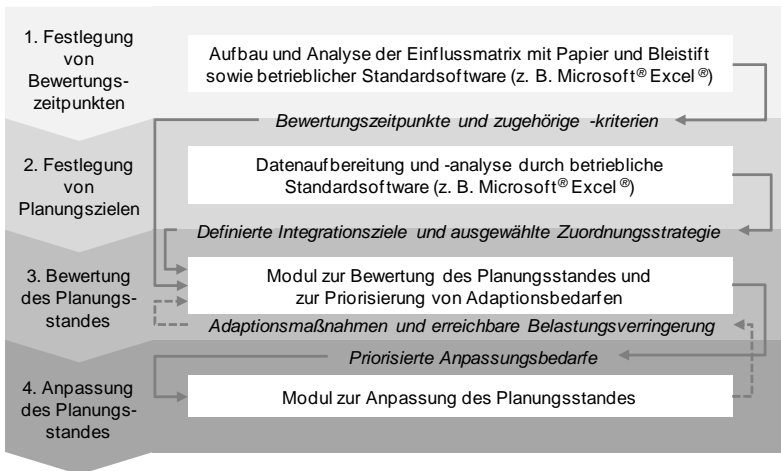 1. Festlegung
von
Bewertungs-
zeitpunkten
Aufbau und Analyse der Einflussmatrix mit Papier und Bleistift
sowie betrieblicher Standardsoftware (z. B. Microsoft® Excel®)
Bewertungszeitpunkte und zugehörige -kriterien
2. Festlegung
von
Planungszielen
Datenaufbereitung und -analyse durch betriebliche
Standardsoftware (z. B. Microsoft® Excel®)
Definierte Integrationsziele und ausgewählte Zuordnungsstrategie
3. Bewertung
des Planungs-
standes
Modul zur Bewertung des Planungsstandes und
zur Priorisierung von Adaptionsbedarfen
Adaptionsmaßnahmen und erreichbare Belastungsverringerung
Priorisierte Anpassungsbedarfe
4. Anpassung
des Planungs-
standes
Modul zur Anpassung des Planungsstandes